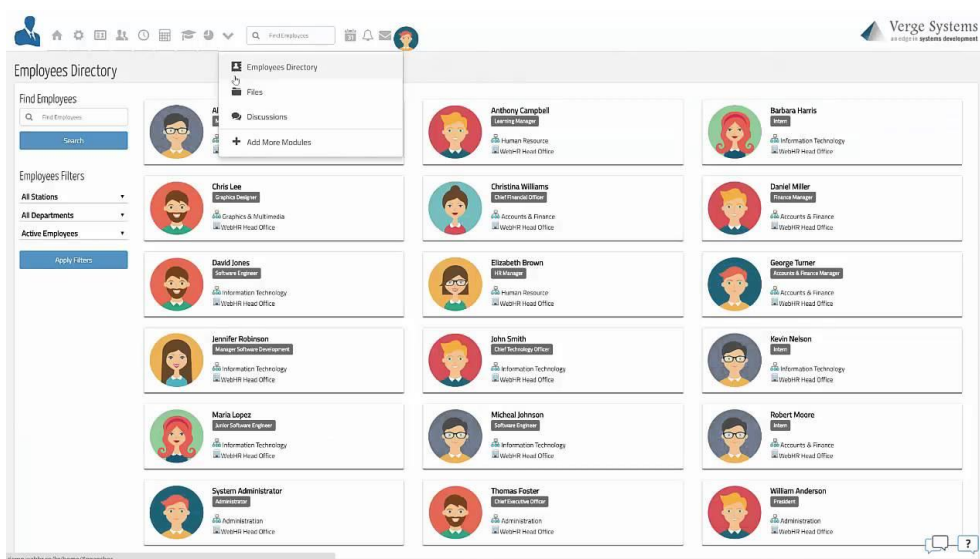 Find Employees
31
Verge Systems
an edge in systems development
Employees Directory
Employees Directory
Files
Discussions
Add More Modules
Find Employees
Find Employees
Search
Employees Filters
All Stations
All Departments
Active Employees
Apply Filters
Anthony Campbell
Learning Manager
Human Resource
WebHR Head Office
Barbara Harris
Intern
Information Technology
WebHR Head Office
Chris Lee
Graphics Designer
Graphics & Multimedia
WebHR Head Office
Christina Williams
Chief Financial Officer
Accounts & Finance
WebHR Head Office
Daniel Miller
Finance Manager
Accounts & Finance
WebHR Head Office
David Jones
Software Engineer
Information Technology
WebHR Head Office
Elizabeth Brown
HR Manager
Human Resource
WebHR Head Office
George Turner
Accounts & Finance Manager
Accounts & Finance
WebHR Head Office
Jennifer Robinson
Manager Software Development
Information Technology
WebHR Head Office
John Smith
Chief Technology Officer
Information Technology
WebHR Head Office
Kevin Nelson
Intern
Information Technology
WebHR Head Office
Maria Lopez
Junior Software Engineer
Information Technology
WebHR Head Office
Micheal Johnson
Software Engineer
Information Technology
WebHR Head Office
Robert Moore
Intern
Accounts & Finance
WebHR Head Office
System Administrator
Administrator
Administration
WebHR Head Office
Thomas Foster
Chief Executive Officer
Administration
WebHR Head Office
William Anderson
President
Administration
WebHR Head Office
?